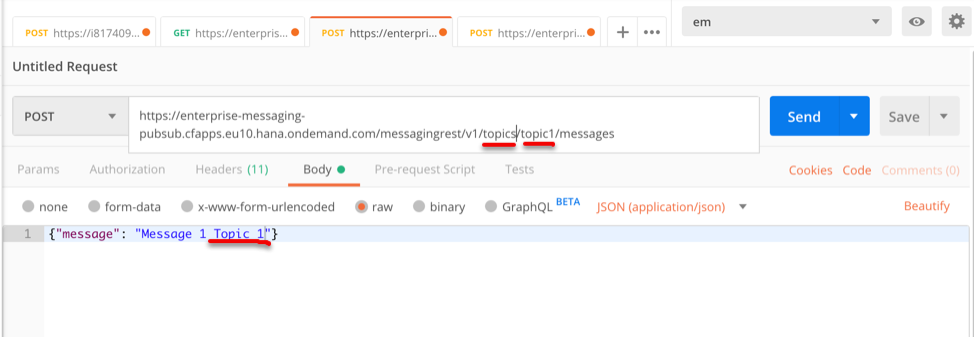 em
POST https://i817409...
GET https://enterpris...
POST https://enterpri...
POST https://enterpri...
Untitled Request
POST
https://enterprise-messaging-
pubsub.cfapps.eu10.hana.ondemand.com/messagingrest/v1/topics/topic1/messages
Send
Save
Params Authorization Headers (11) Body Pre-request Script Tests
Cookies Code Comments (0)
none form-data x-www-form-urlencoded raw binary GraphQL BETA JSON (application/json) Beautify
1 {"message": "Message 1 Topic 1"}